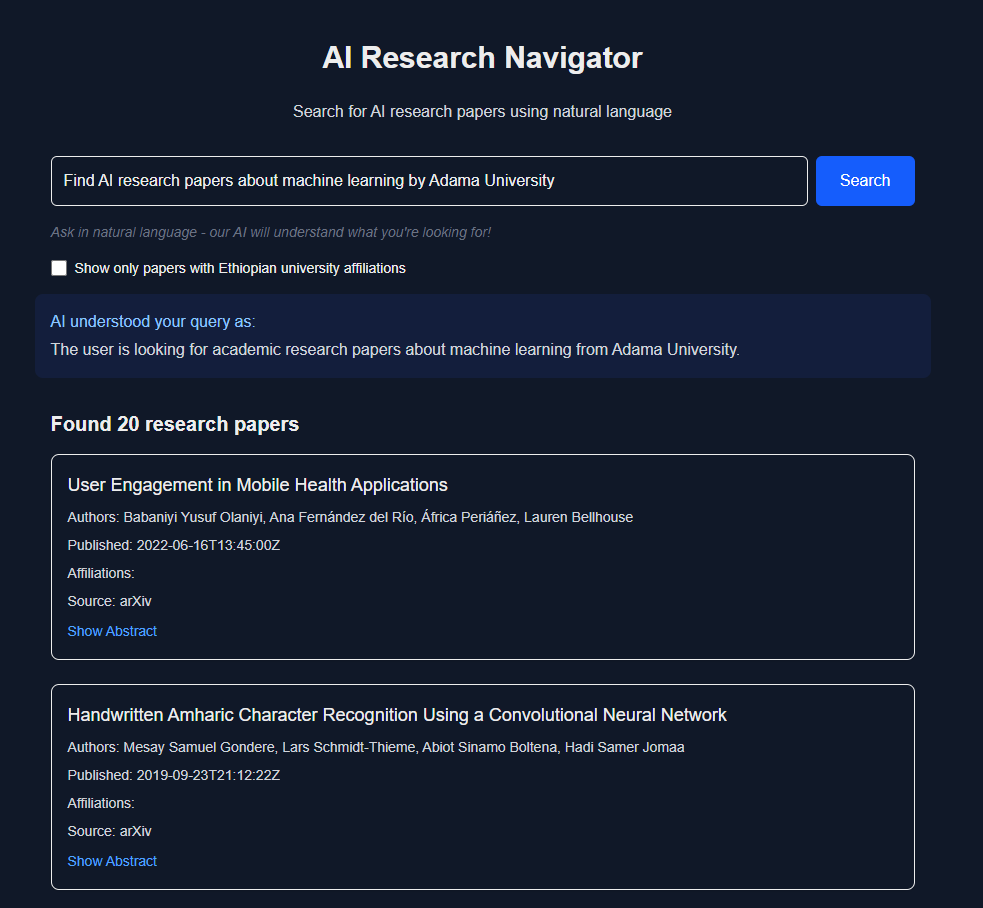 AI Research Navigator
Search for AI research papers using natural language
Find AI research papers about machine learning by Adama University
Search
Ask in natural language - our AI will understand what you're looking for!
Show only papers with Ethiopian university affiliations
AI understood your query as:
The user is looking for academic research papers about machine learning from Adama University.
Found 20 research papers
User Engagement in Mobile Health Applications
Authors: Babaniyi Yusuf Olaniyi, Ana Fernández del Río, África Periáñez, Lauren Bellhouse
Published: 2022-06-16T13:45:00Z
Affiliations:
Source: arXiv
Show Abstract
Handwritten Amharic Character Recognition Using a Convolutional Neural Network
Authors: Mesay Samuel Gondere, Lars Schmidt-Thieme, Abiot Sinamo Boltena, Hadi Samer Jomaa
Published: 2019-09-23T21:12:22Z
Affiliations:
Source: arXiv
Show Abstract